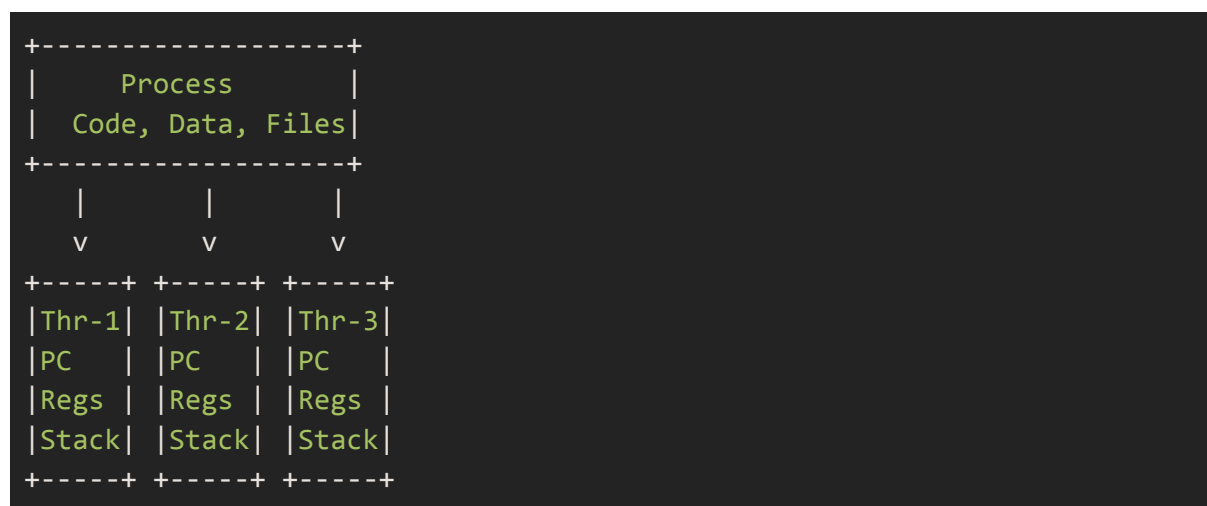 +-------------------+
|     Process       |
|  Code, Data, Files|
+-------------------+
   |       |       |
   v       v       v
+-----+ +-----+ +-----+
|Thr-1| |Thr-2| |Thr-3|
|PC   | |PC   | |PC   |
|Regs | |Regs | |Regs |
|Stack| |Stack| |Stack|
+-----+ +-----+ +-----+